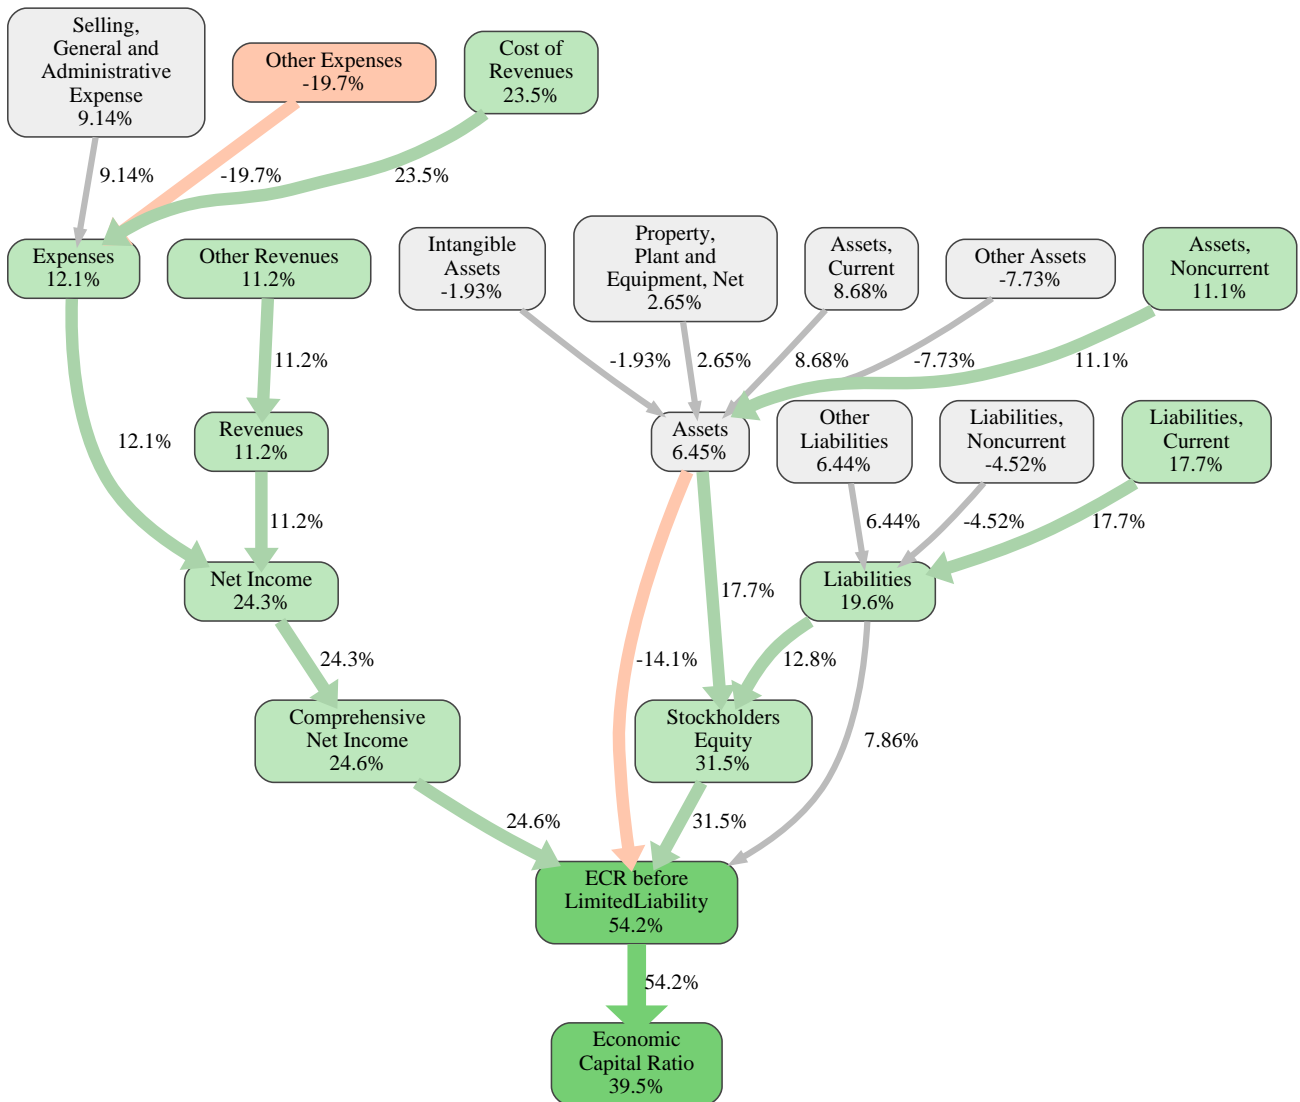 Selling,
General and
Administrative
Expense
9.14%
Other Expenses
-19.7%
Cost of
Revenues
23.5%
9.14%
-19.7%
23.5%
Expenses
12.1%
Other Revenues
11.2%
Intangible
Assets
-1.93%
Property,
Plant and
Equipment, Net
2.65%
Assets,
Current
8.68%
Other Assets
-7.73%
Assets,
Noncurrent
11.1%
11.2%
-1.93%
2.65%
8.68%
-7.73%
11.1%
12.1%
Revenues
11.2%
Assets
6.45%
Other
Liabilities
6.44%
Liabilities,
Noncurrent
-4.52%
Liabilities,
Current
17.7%
11.2%
6.44%
-4.52%
17.7%
Net Income
24.3%
17.7%
Liabilities
19.6%
24.3%
-14.1%
12.8%
Comprehensive
Net Income
24.6%
Stockholders
Equity
31.5%
7.86%
24.6%
31.5%
ECR before
LimitedLiability
54.2%
54.2%
Economic
Capital Ratio
39.5%